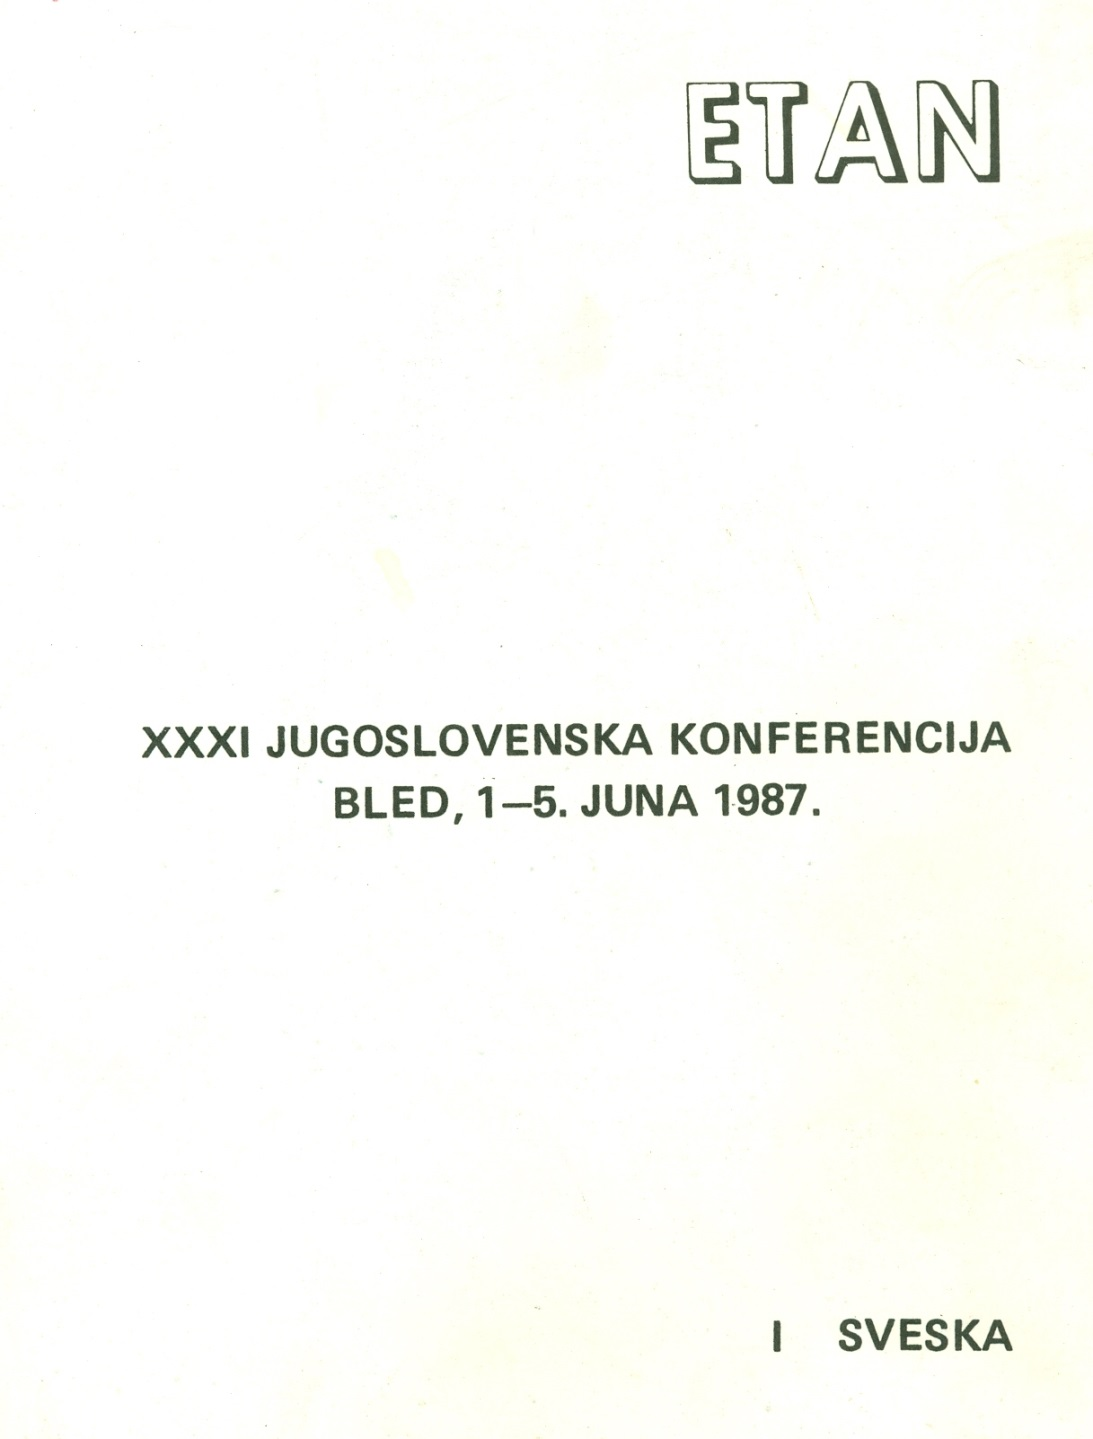 ETAN
XXXI JUGOSLOVENSKA KONFERENCIJA
BLED, 1–5. JUNA 1987.
I SVESKA